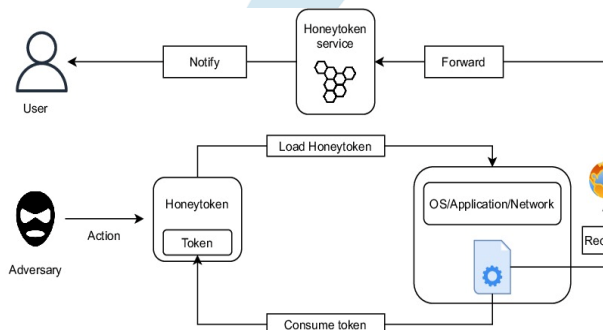 Honeytoken
service
Notify
Forward
User
Load Honeytoken
Honeytoken
OS/Application/Network
Token
Action
Adversary
Consume token